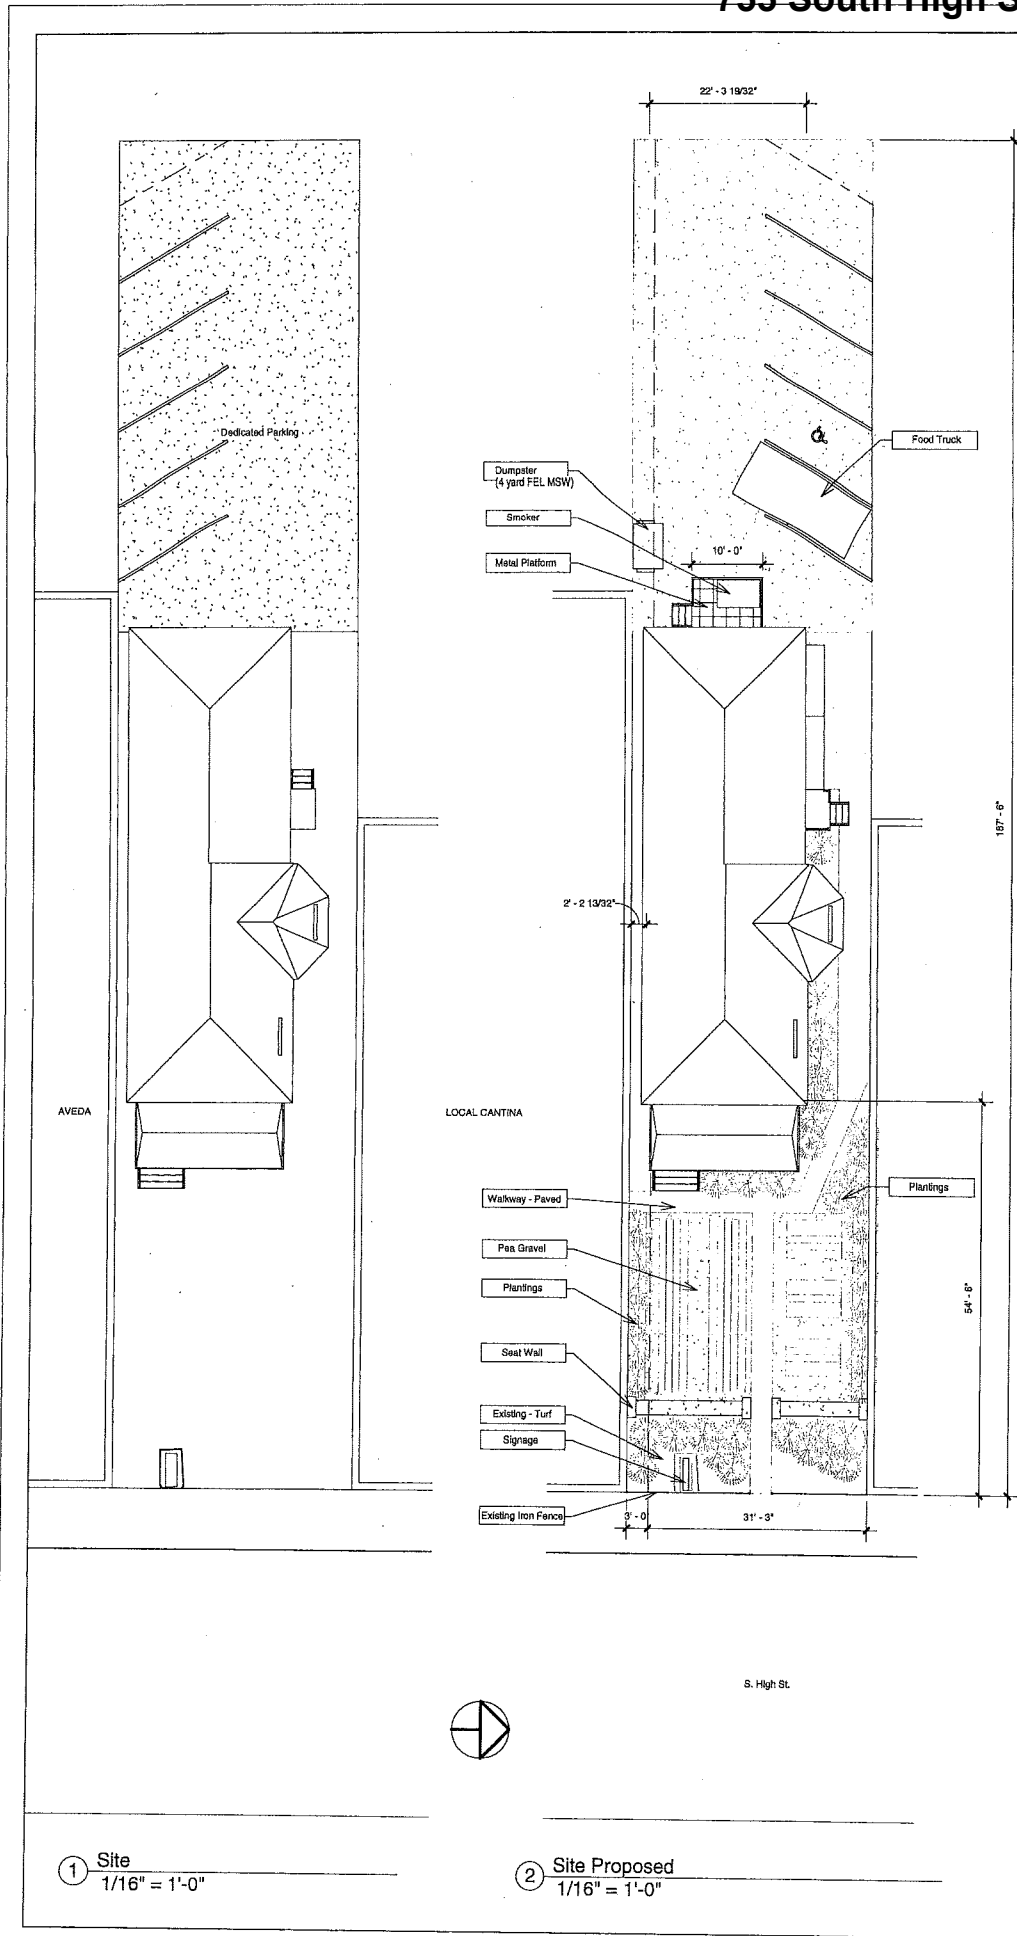 755 South High S
22' - 3 19/32"
Dedicated Parking
Food Truck
Dumpster
(4 yard FEL MSW)
Smoker
10' - 0"
Metal Platform
187' - 6"
2' - 2 13/32"
AVEDA
LOCAL CANTINA
Plantings
Walkway - Paved
Pea Gravel
Plantings
54' - 6"
Seat Wall
Existing - Turf
Signage
Existing Iron Fence
3' - 0
31' - 3"
S. High St.
1 Site
1/16" = 1'-0"
2 Site Proposed
1/16" = 1'-0"